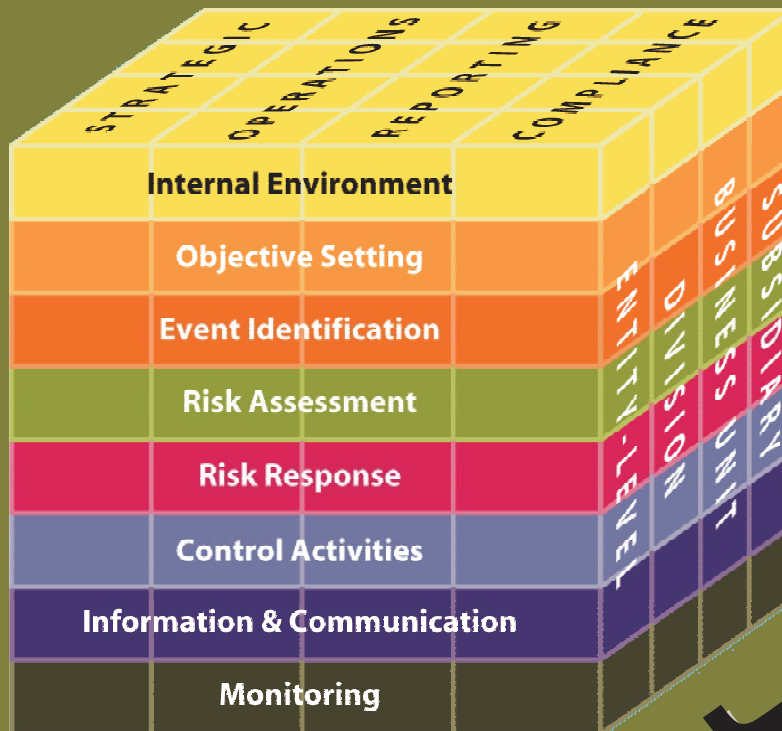 STRATEGIC
OPERATIONS
REPORTING
COMPLIANCE
Internal Environment
Objective Setting
Event Identification
Risk Assessment
Risk Response
Control Activities
Information & Communication
Monitoring
ENTITY-LEVEL
DIVISION
BUSINESS UNIT
SUBSIDIARY